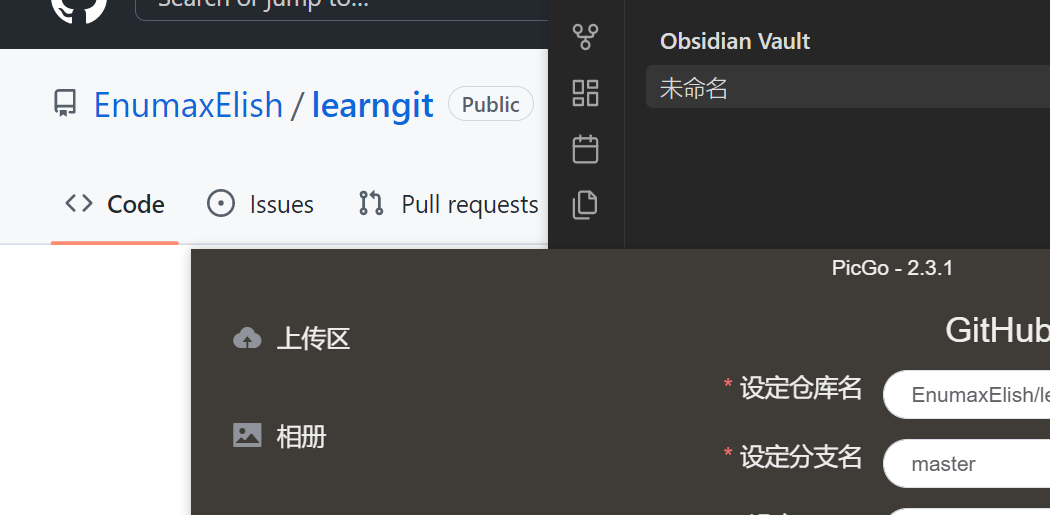 Search or jump to...
EnumaxElish / learngit Public
Code Issues Pull requests
Obsidian Vault
未命名
PicGo - 2.3.1
上传区
相册
GitHub
* 设定仓库名 EnumaxElish/le
* 设定分支名 master